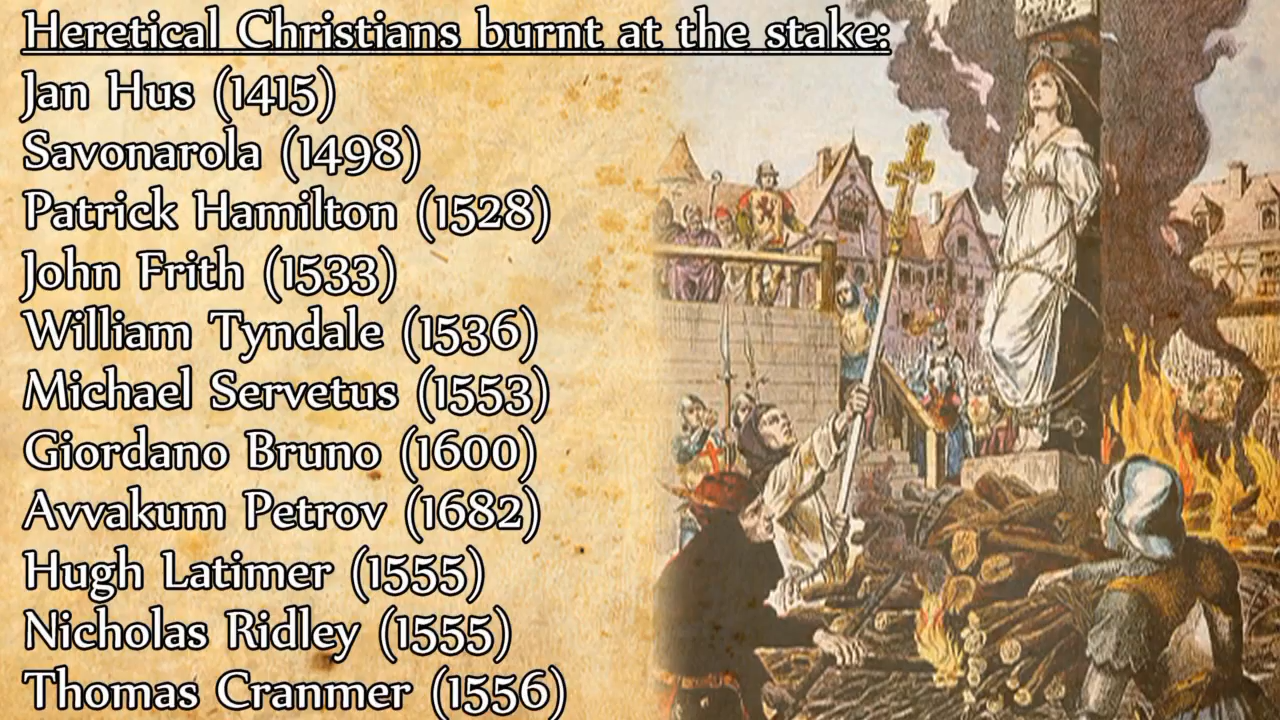 Heretical Christians burnt at the stake:
Jan Hus (1415)
Savonarola (1498)
Patrick Hamilton (1528)
John Frith (1533)
William Tyndale (1536)
Michael Servetus (1553)
Giordano Bruno (1600)
Avvakum Petrov (1682)
Hugh Latimer (1555)
Nicholas Ridley (1555)
Thomas Cranmer (1556)